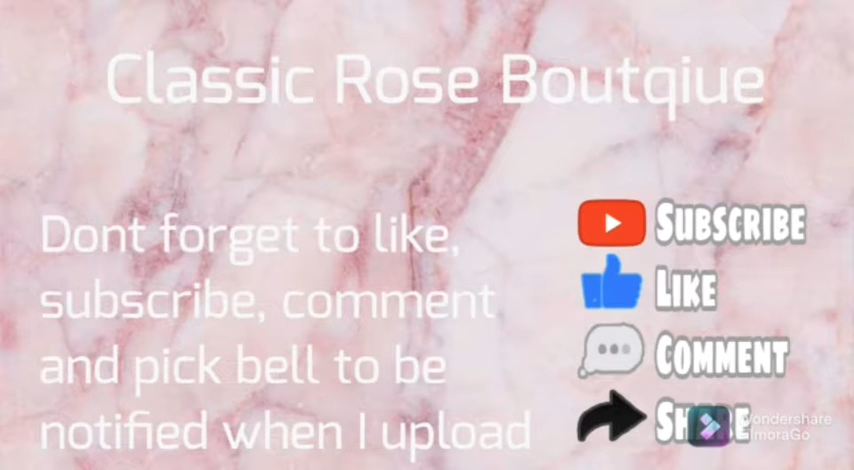 Classic Rose Boutqiue
Dont forget to like,
subscribe, comment
and pick bell to be
notified when I upload
SUBSCRIBE
LIKE
COMMENT
SHARE
Wondershare
FilmoraGo